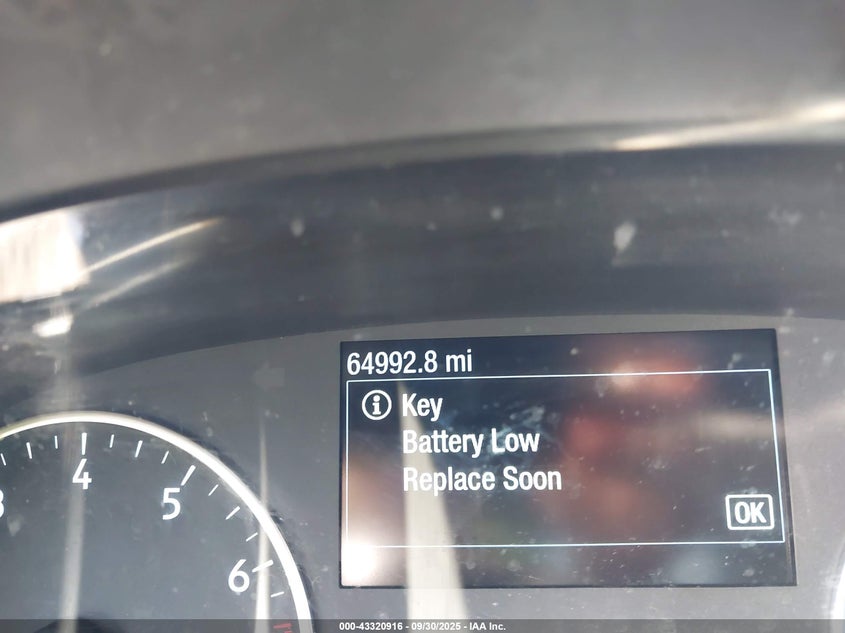 64992.8 mi
i Key
Battery Low
Replace Soon
OK
4
5
6
000-43320916 - 09/30/2025 - IAA Inc.